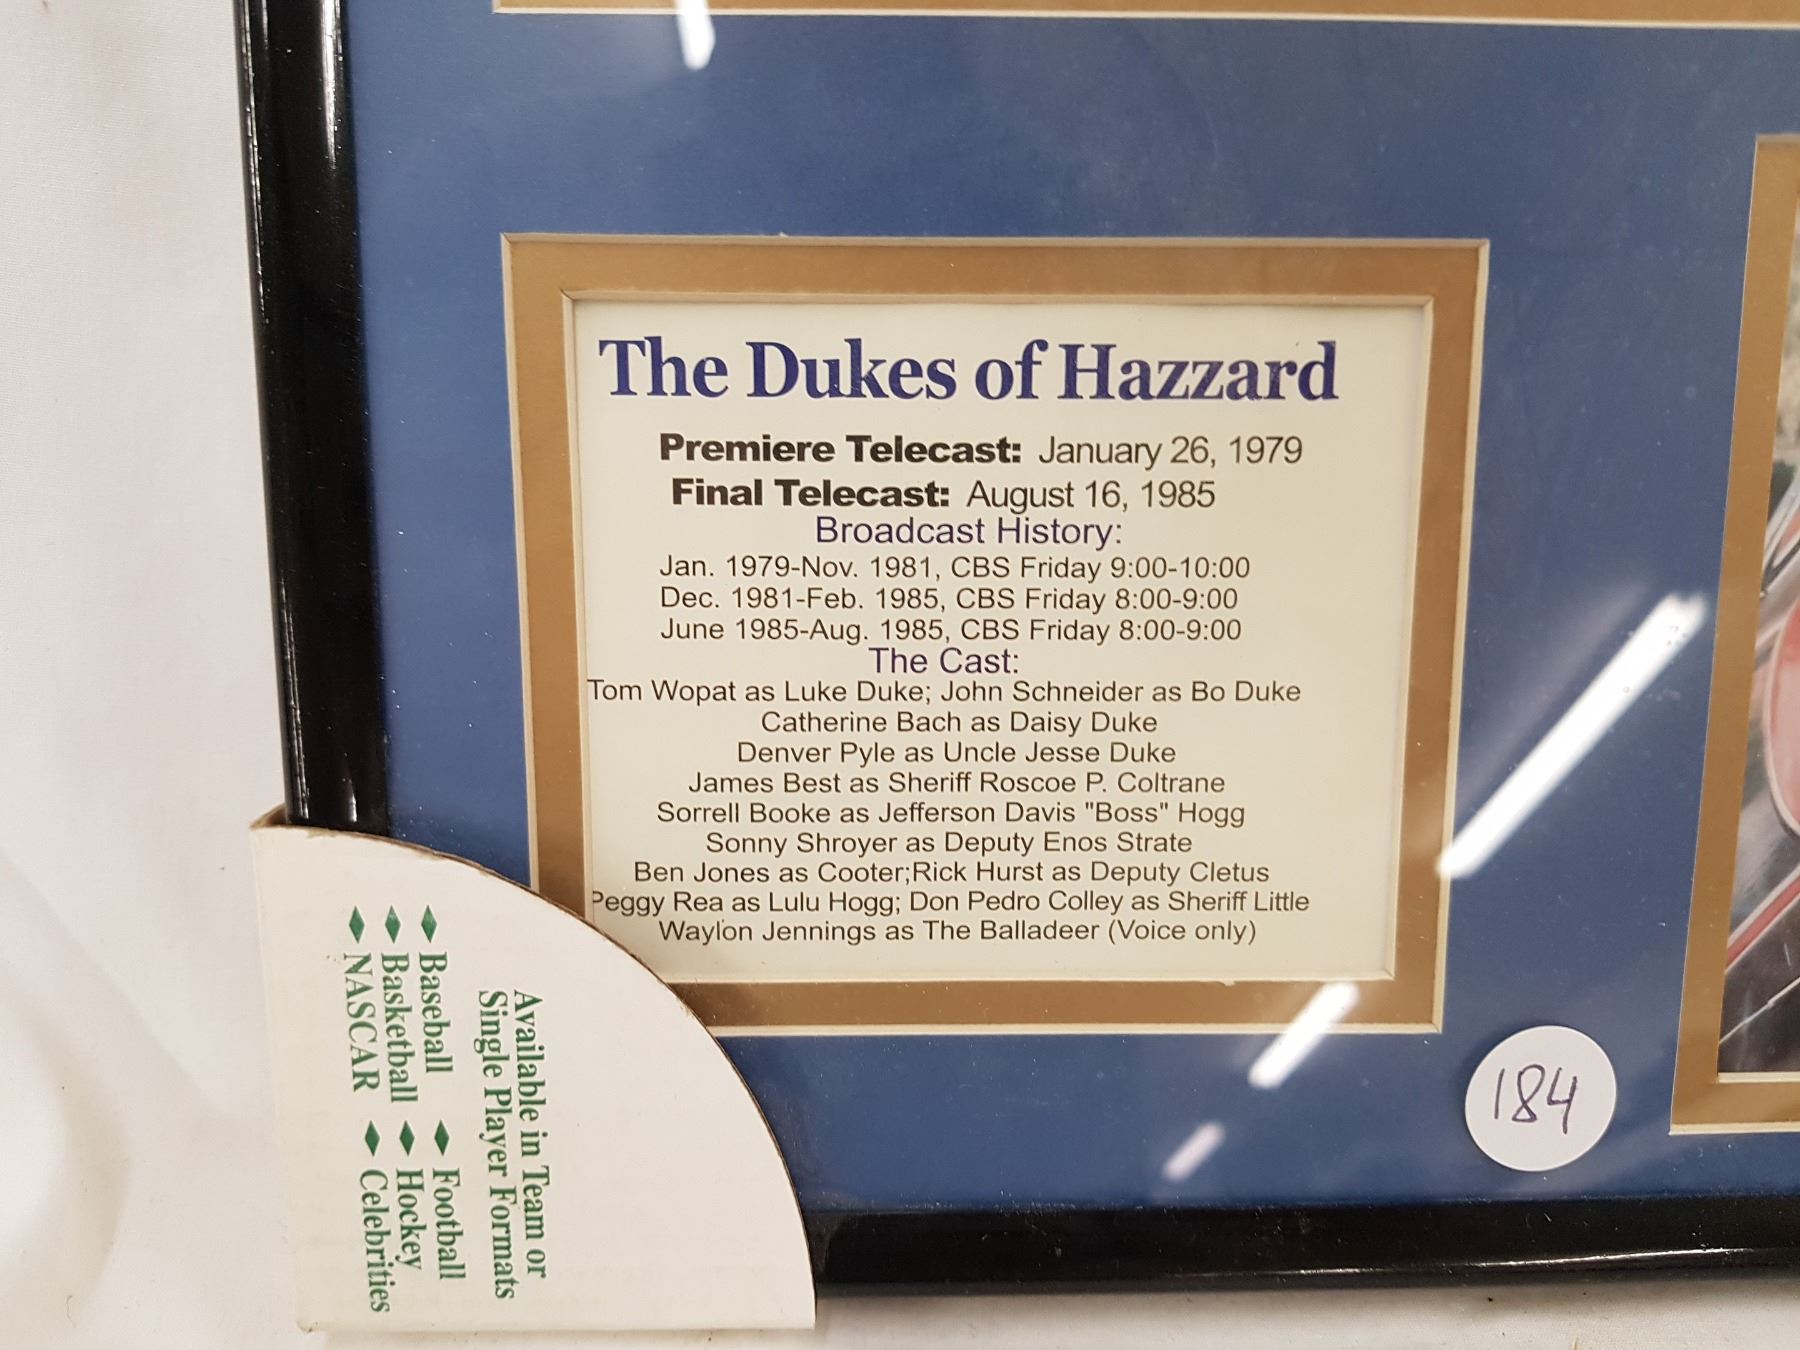 The Dukes of Hazzard
Premiere Telecast: January 26, 1979
Final Telecast: August 16, 1985
Broadcast History:
Jan. 1979-Nov. 1981, CBS Friday 9:00-10:00
Dec. 1981-Feb. 1985, CBS Friday 8:00-9:00
June 1985-Aug. 1985, CBS Friday 8:00-9:00
The Cast:
Tom Wopat as Luke Duke; John Schneider as Bo Duke
Catherine Bach as Daisy Duke
Denver Pyle as Uncle Jesse Duke
James Best as Sheriff Roscoe P. Coltrane
Sorrell Booke as Jefferson Davis "Boss" Hogg
Sonny Shroyer as Deputy Enos Strate
Ben Jones as Cooter;Rick Hurst as Deputy Cletus
Peggy Rea as Lulu Hogg; Don Pedro Colley as Sheriff Little
Waylon Jennings as The Balladeer (Voice only)
Available in Team or
Single Player Formats
♦ Baseball ♦ Football
♦ Basketball ♦ Hockey
♦ NASCAR ♦ Celebrities
184